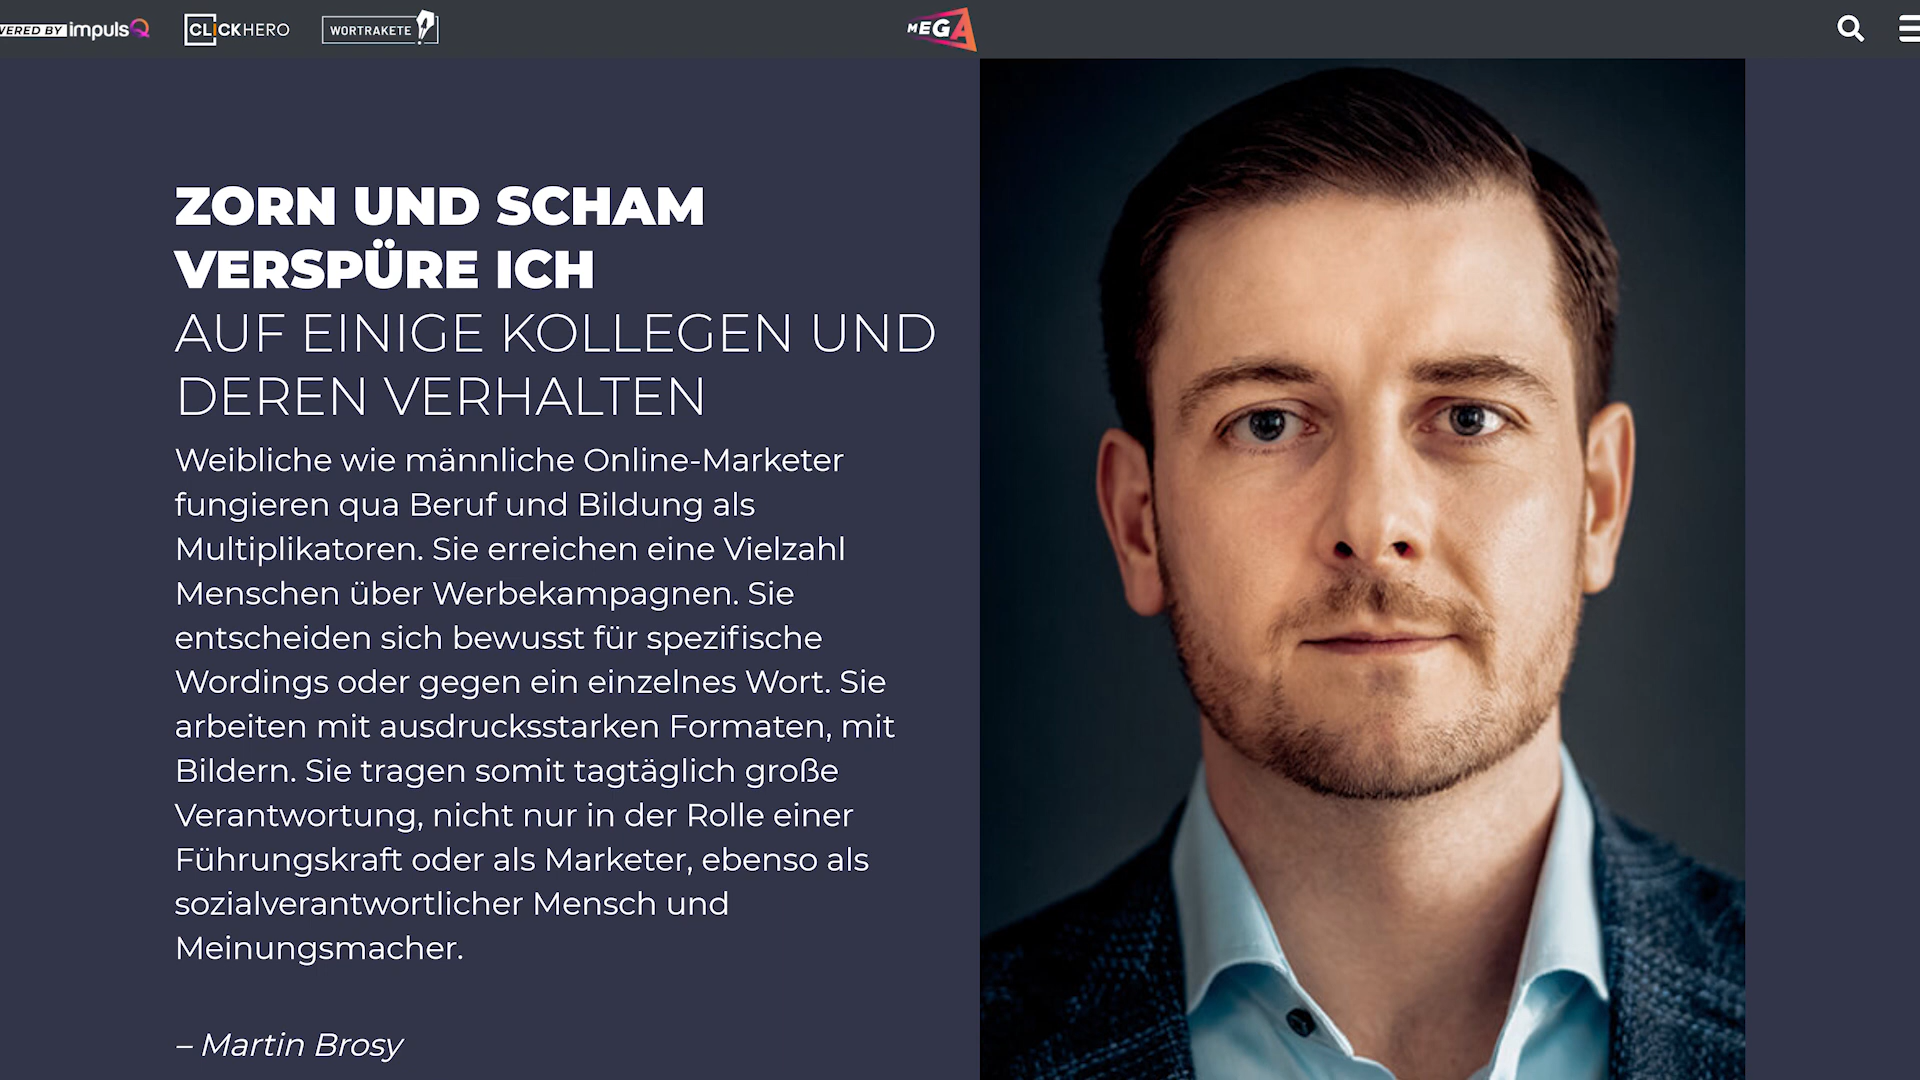 VERED BY impulsQ
CLiCKHERO
WORTRAKETE
MEGA
ZORN UND SCHAM
VERSPÜRE ICH
AUF EINIGE KOLLEGEN UND
DEREN VERHALTEN
Weibliche wie männliche Online-Marketer
fungieren qua Beruf und Bildung als
Multiplikatoren. Sie erreichen eine Vielzahl
Menschen über Werbekampagnen. Sie
entscheiden sich bewusst für spezifische
Wordings oder gegen ein einzelnes Wort. Sie
arbeiten mit ausdrucksstarken Formaten, mit
Bildern. Sie tragen somit tagtäglich große
Verantwortung, nicht nur in der Rolle einer
Führungskraft oder als Marketer, ebenso als
sozialverantwortlicher Mensch und
Meinungsmacher.
– Martin Brosy